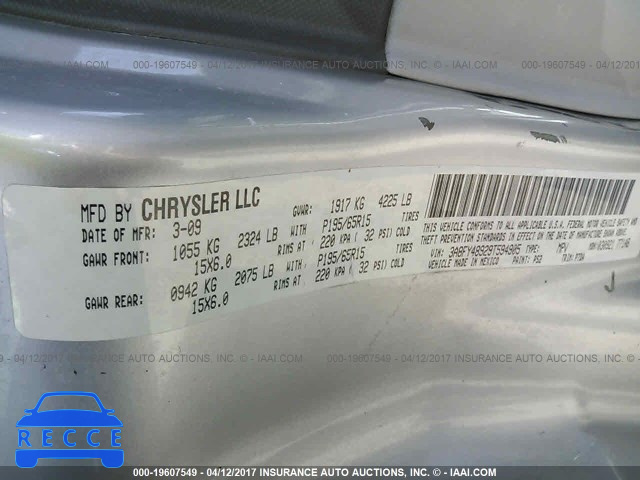 000-19607549 - 04/12/2017 INSURANCE AUTO AUCTIONS, INC. - © IAAI.COM
MFD BY CHRYSLER LLC
DATE OF MFR: 3-09
GVWR: 1917 KG 4225 LB
GAWR FRONT: 1055 KG 2324 LB WITH P195/65R15 TIRES
15X6.0 RIMS AT 220 KPA ( 32 PSI) COLD
GAWR REAR: 0942 KG 2075 LB WITH P195/65R15 TIRES
15X6.0 RIMS AT 220 KPA ( 32 PSI) COLD
THIS VEHICLE CONFORMS TO ALL APPLICABLE U.S.A. FEDERAL MOTOR VEHICLE SAFETY AND
THEFT PREVENTION STANDARDS IN EFFECT ON THE DATE OF MANUFACTURE SHOWN ABOVE.
VIN: TYPE: MPV
MADE IN MEXICO PAINT: PS2 TRIM:
000-19607549 - 04/12/2017 INSURANCE AUTO AUCTIONS, INC. - © IAAI.COM
RECCE
000-19607549 - 04/12/2017 INSURANCE AUTO AUCTIONS, INC. - © IAAI.COM